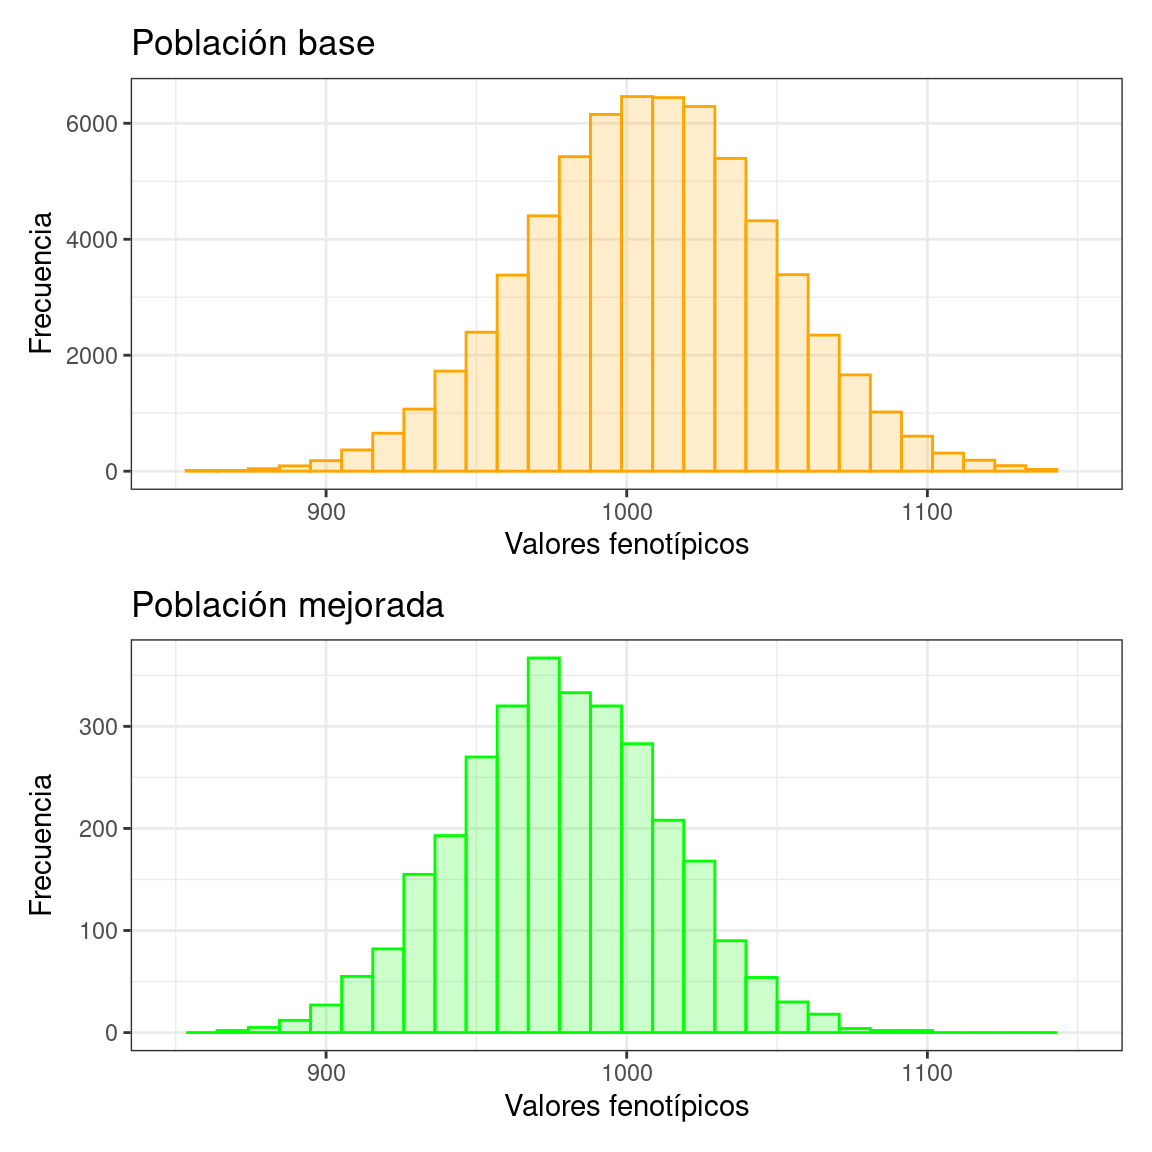 Población base
6000
4000
2000
0
Frecuencia
900 1000 1100
Valores fenotípicos
Población mejorada
300
200
100
0
Frecuencia
900 1000 1100
Valores fenotípicos